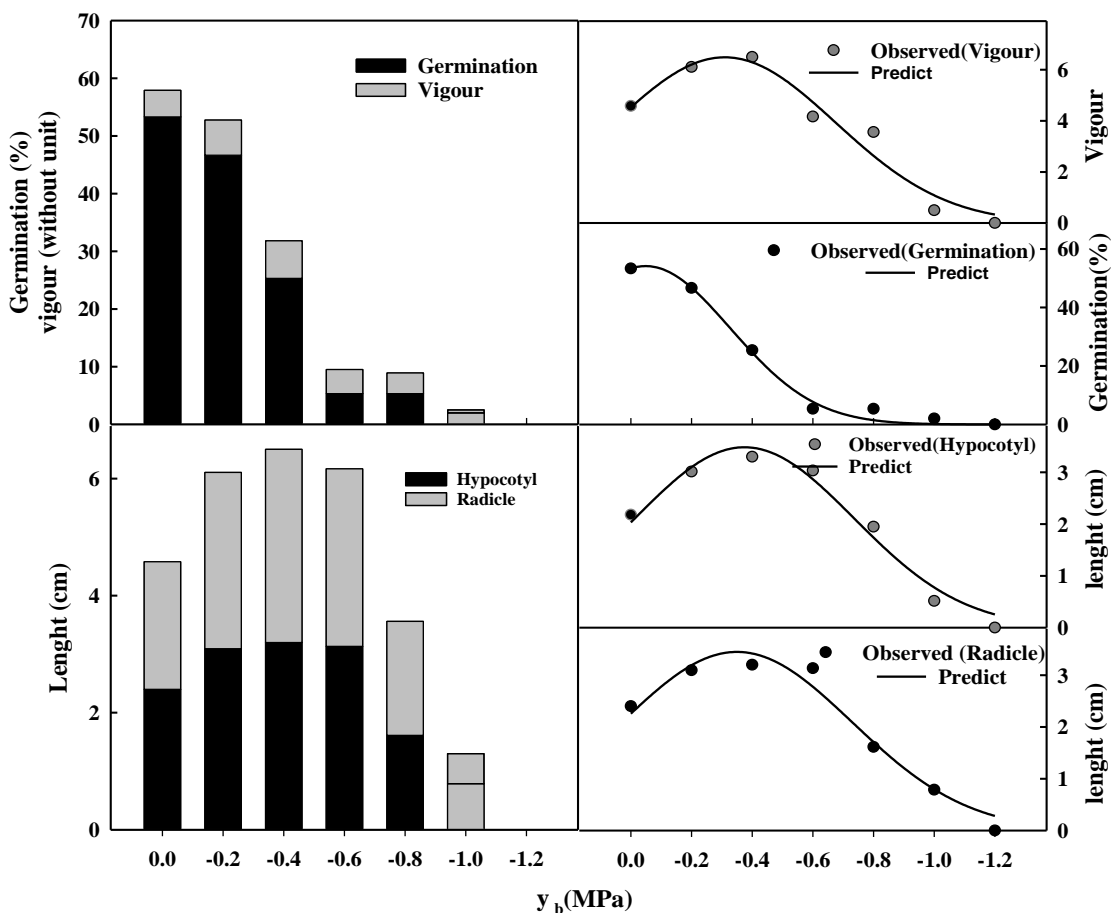 70
60
50
40
30
20
10
0
Germination (%)
vigour (without unit)
Germination
Vigour
Observed(Vigour)
Predict
6
4
2
0
Vigour
Observed(Germination)
Predict
60
40
20
0
Germination(%)
6
4
2
0
Lenght (cm)
Hypocotyl
Radicle
Observed(Hypocotyl)
Predict
3
2
1
0
lenght (cm)
Observed (Radicle)
Predict
3
2
1
0
lenght (cm)
0.0 -0.2 -0.4 -0.6 -0.8 -1.0 -1.2
0.0 -0.2 -0.4 -0.6 -0.8 -1.0 -1.2
y b(MPa)